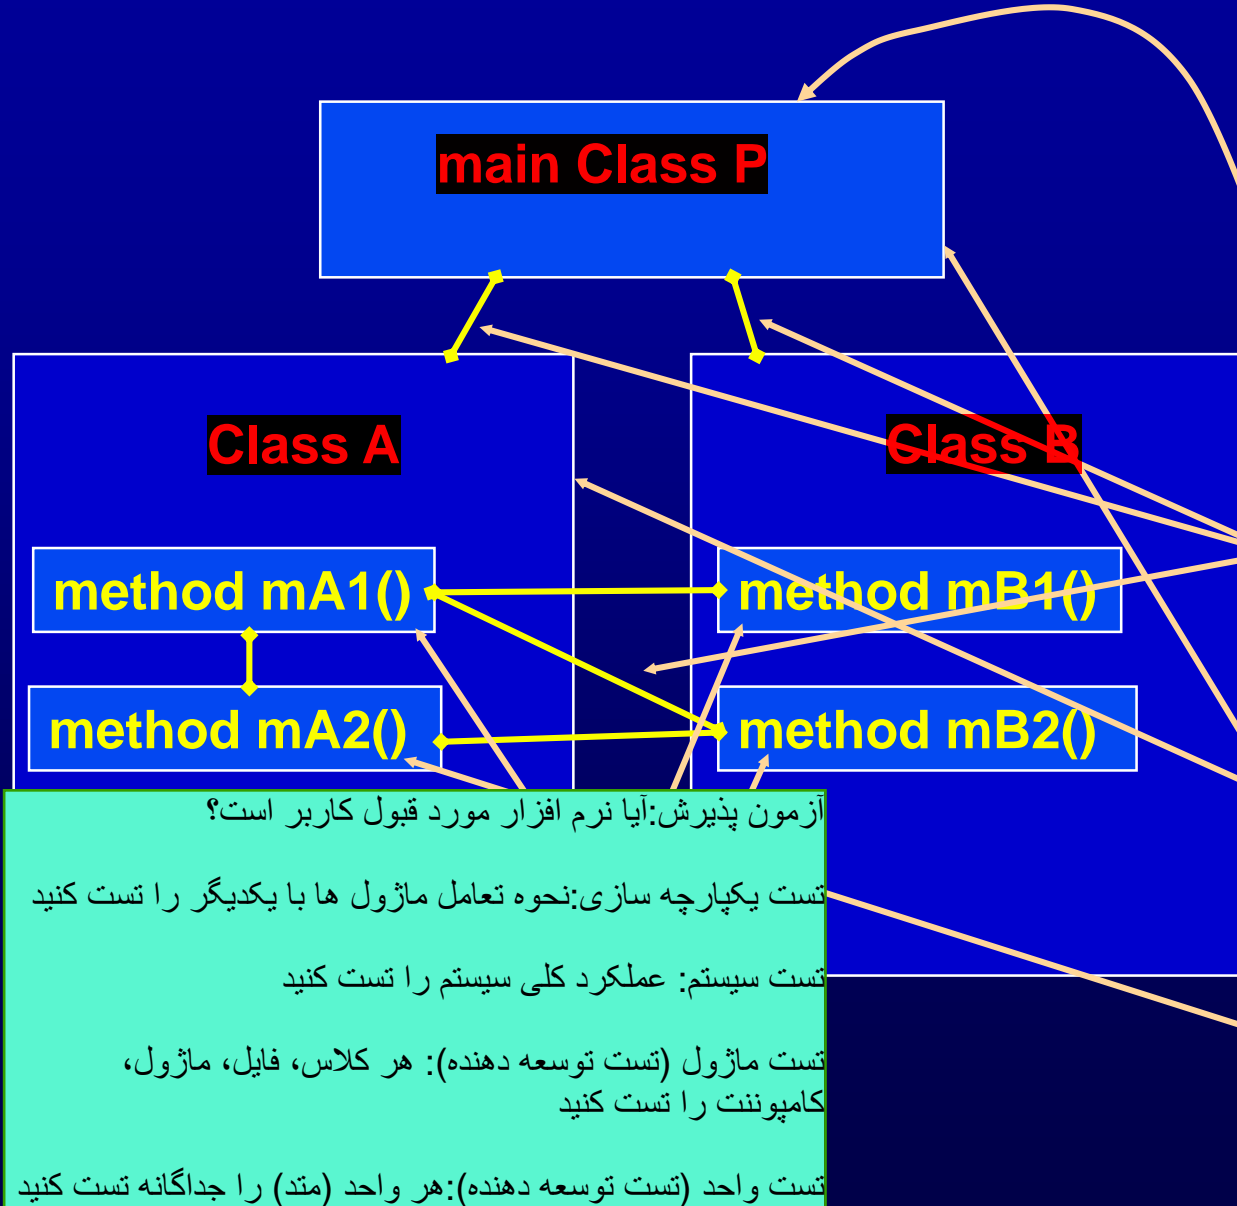 main Class P
Class A
Class B
method mA1()
method mB1()
method mA2()
method mB2()
آزمون پذیرش:آیا نرم افزار مورد قبول کاربر است؟
تست یکپارچه سازی:نحوه تعامل ماژول ها با یکدیگر را تست کنید
تست سیستم: عملکرد کلی سیستم را تست کنید
تست ماژول (تست توسعه دهنده): هر کلاس، فایل، ماژول،
کامپوننت را تست کنید
تست واحد (تست توسعه دهنده):هر واحد (متد) را جداگانه تست کنید